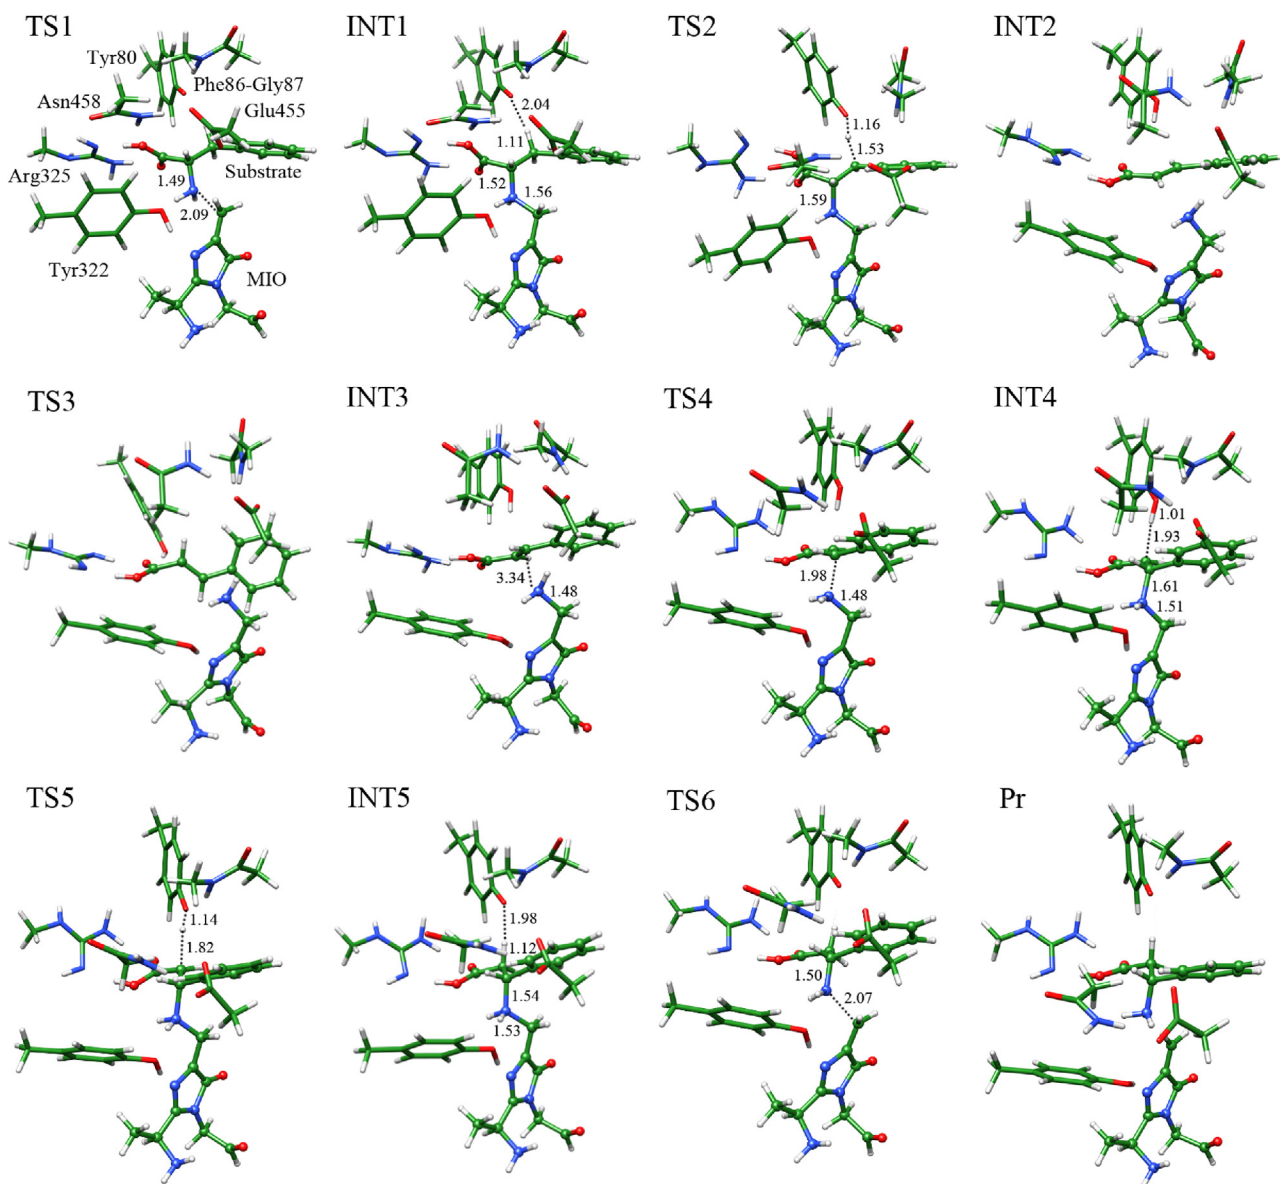 TS1
Tyr80
Phe86-Gly87
Asn458
Glu455
Arg325
1.49
Substrate
2.09
Tyr322
MIO
INT1
2.04
1.11
1.52
1.56
TS2
1.16
1.53
1.59
INT2
TS3
INT3
3.34
1.48
TS4
1.98
1.48
INT4
1.01
1.93
1.61
1.51
TS5
1.14
1.82
INT5
1.98
1.12
1.54
1.53
TS6
1.50
2.07
Pr